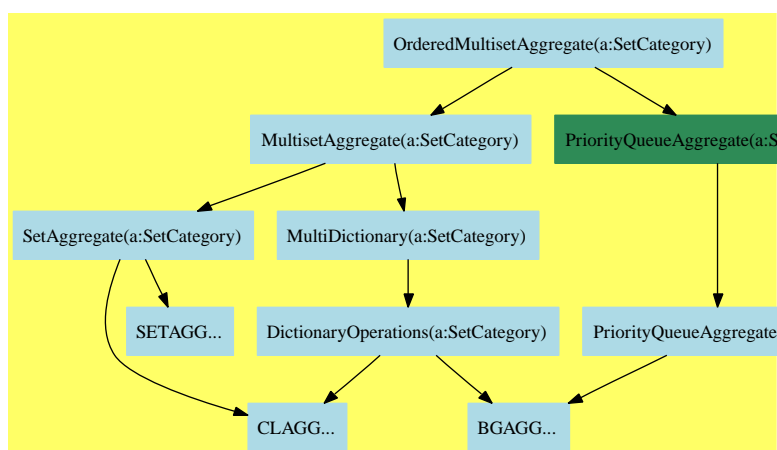 OrderedMultisetAggregate(a:SetCategory)
MultisetAggregate(a:SetCategory)
PriorityQueueAggregate(a:S
SetAggregate(a:SetCategory)
MultiDictionary(a:SetCategory)
SETAGG...
DictionaryOperations(a:SetCategory)
PriorityQueueAggregate
CLAGG...
BGAGG...